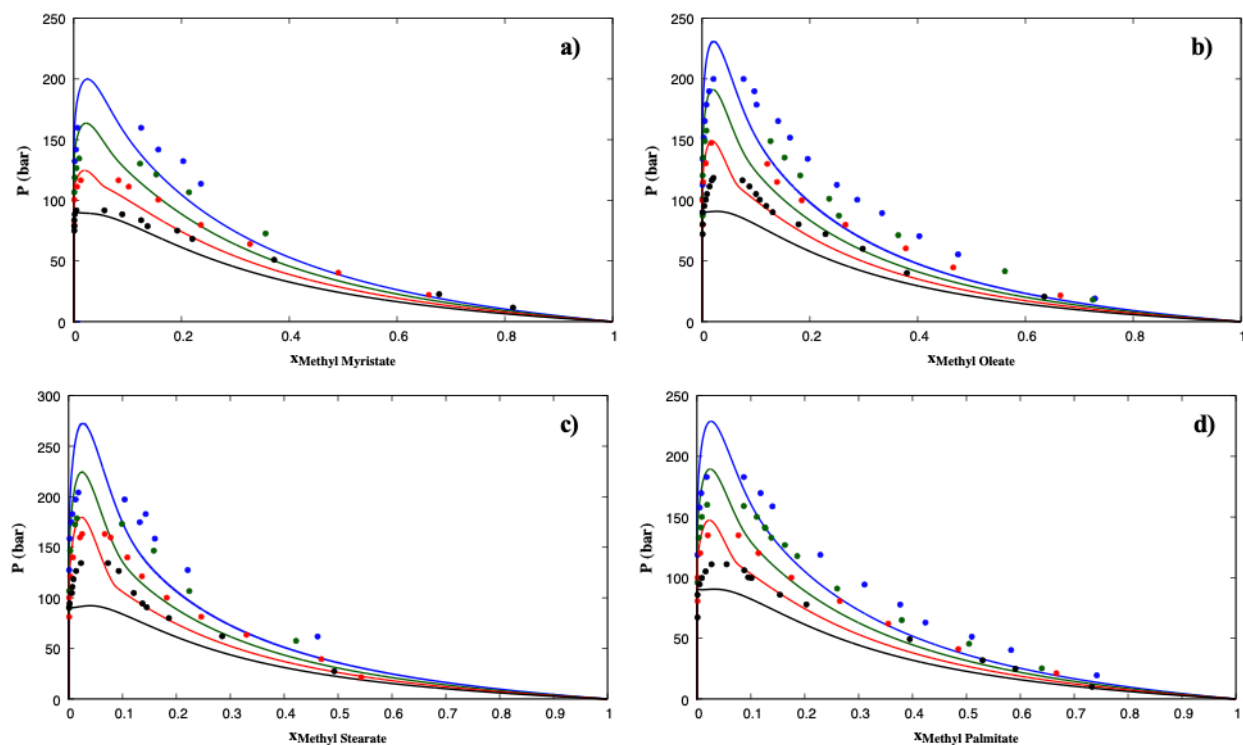 250
200
150
100
50
0
P (bar)
a)
0 0.2 0.4 0.6 0.8 1
xMethyl Myristate
250
200
150
100
50
0
P (bar)
b)
0 0.2 0.4 0.6 0.8 1
xMethyl Oleate
300
250
200
150
100
50
0
P (bar)
c)
0 0.1 0.2 0.3 0.4 0.5 0.6 0.7 0.8 0.9 1
xMethyl Stearate
250
200
150
100
50
0
P (bar)
d)
0 0.1 0.2 0.3 0.4 0.5 0.6 0.7 0.8 0.9 1
xMethyl Palmitate